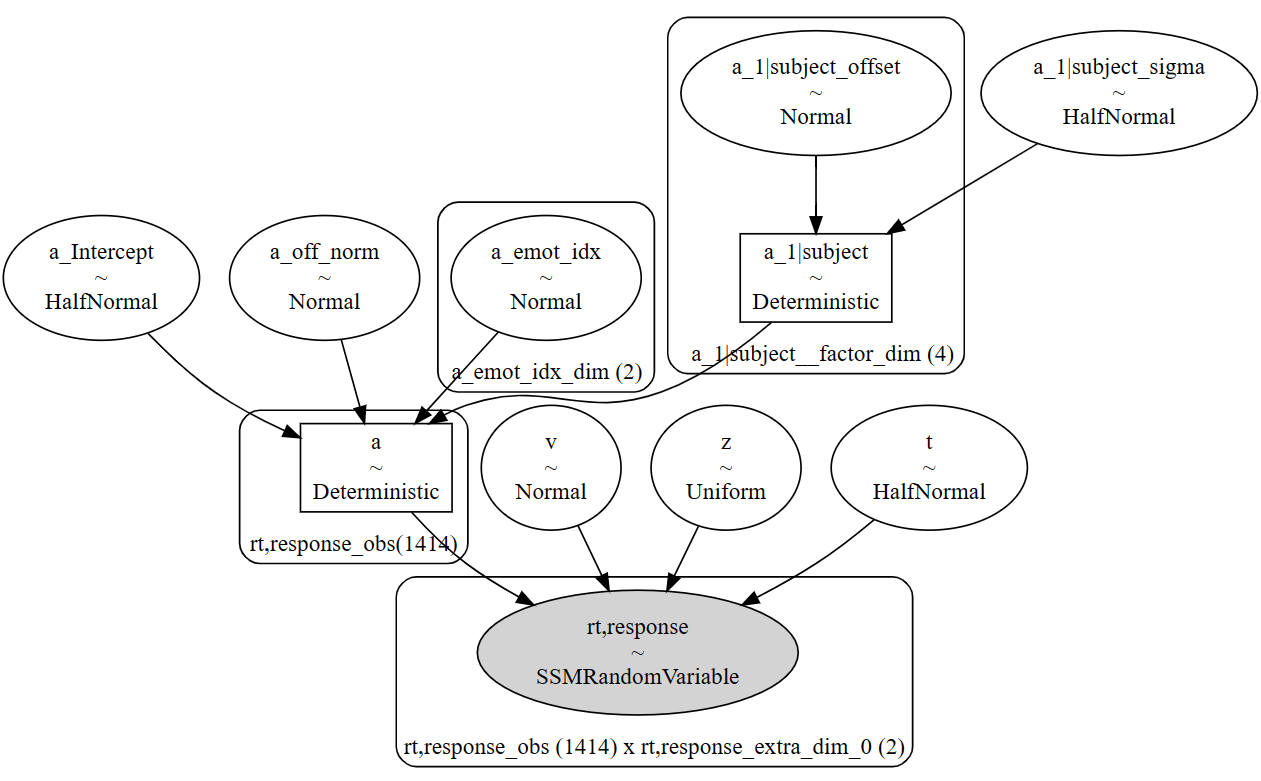 a_1|subject_offset
~
Normal
a_1|subject_sigma
~
HalfNormal
a_Intercept
~
HalfNormal
a_off_norm
~
Normal
a_emot_idx
~
Normal
a_emot_idx_dim (2)
a_1|subject
~
Deterministic
a_1|subject__factor_dim (4)
a
~
Deterministic
rt,response_obs(1414)
v
~
Normal
z
~
Uniform
t
~
HalfNormal
rt,response
~
SSMRandomVariable
rt,response_obs (1414) x rt,response_extra_dim_0 (2)